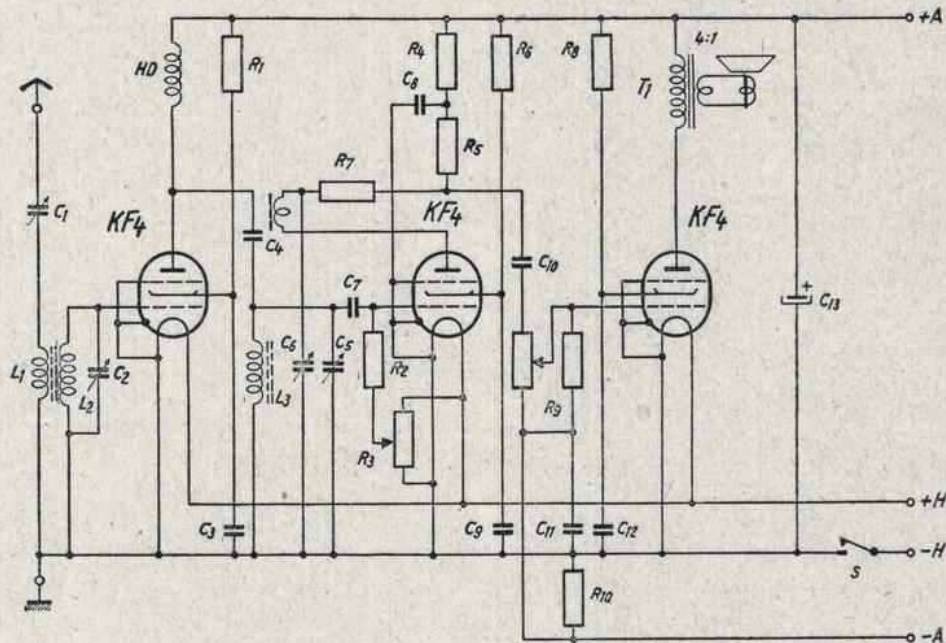 +A
HD
R1
R4
C8
R6
R8
4:1
T1
R5
R7
C1
KF4
KF4
KF4
C4
C10
C13
+
C7
L1
L2
C2
C6
C5
L3
R2
R3
R9
+H
C3
C9
C11
C12
-H
S
R10
-A